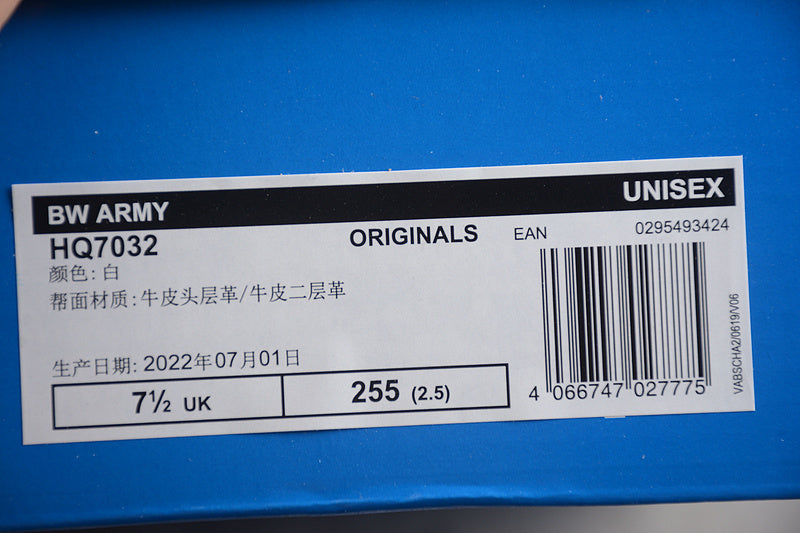 BW ARMY UNISEX
HQ7032 ORIGINALS EAN 0295493424
颜色: 白
帮面材质: 牛皮头层革/牛皮二层革
生产日期: 2022年07月01日
7½ UK 255 (2.5)
4 066747 027775
VABSCHA2/0619/V06